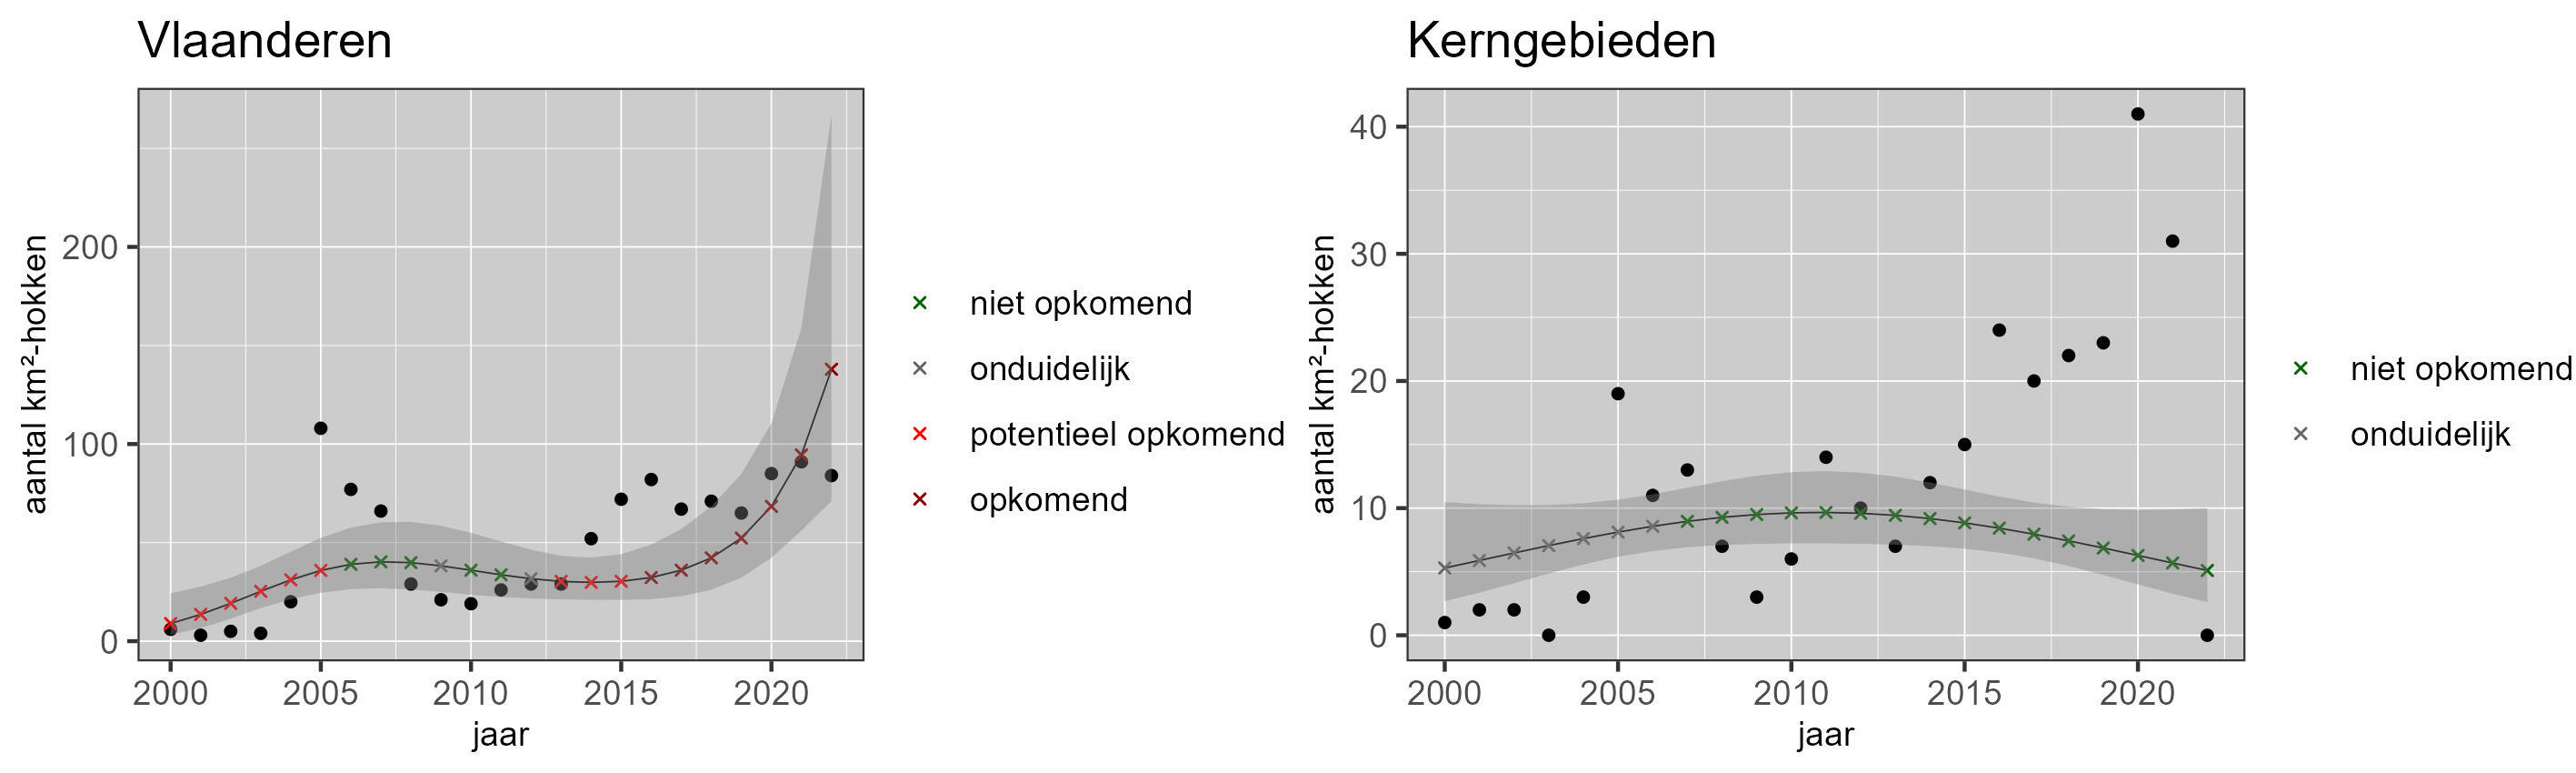 Vlaanderen
aantal km²-hokken
200
100
0
2000 2005 2010 2015 2020
jaar
niet opkomend
onduidelijk
potentieel opkomend
opkomend
Kerngebieden
aantal km²-hokken
40
30
20
10
0
2000 2005 2010 2015 2020
jaar
niet opkomend
onduidelijk